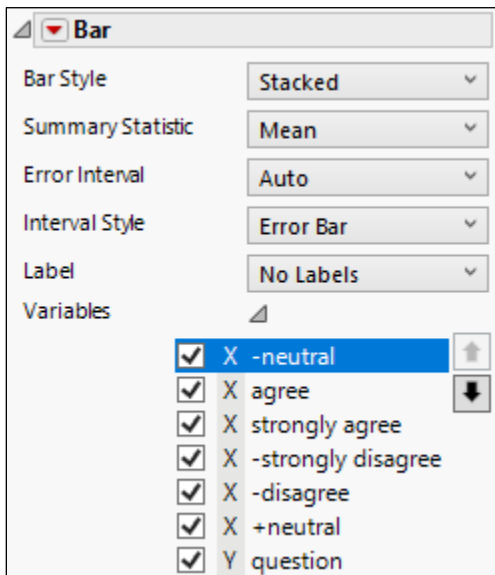 Bar
Bar Style Stacked
Summary Statistic Mean
Error Interval Auto
Interval Style Error Bar
Label No Labels
Variables
X -neutral
X agree
X strongly agree
X -strongly disagree
X -disagree
X +neutral
Y question